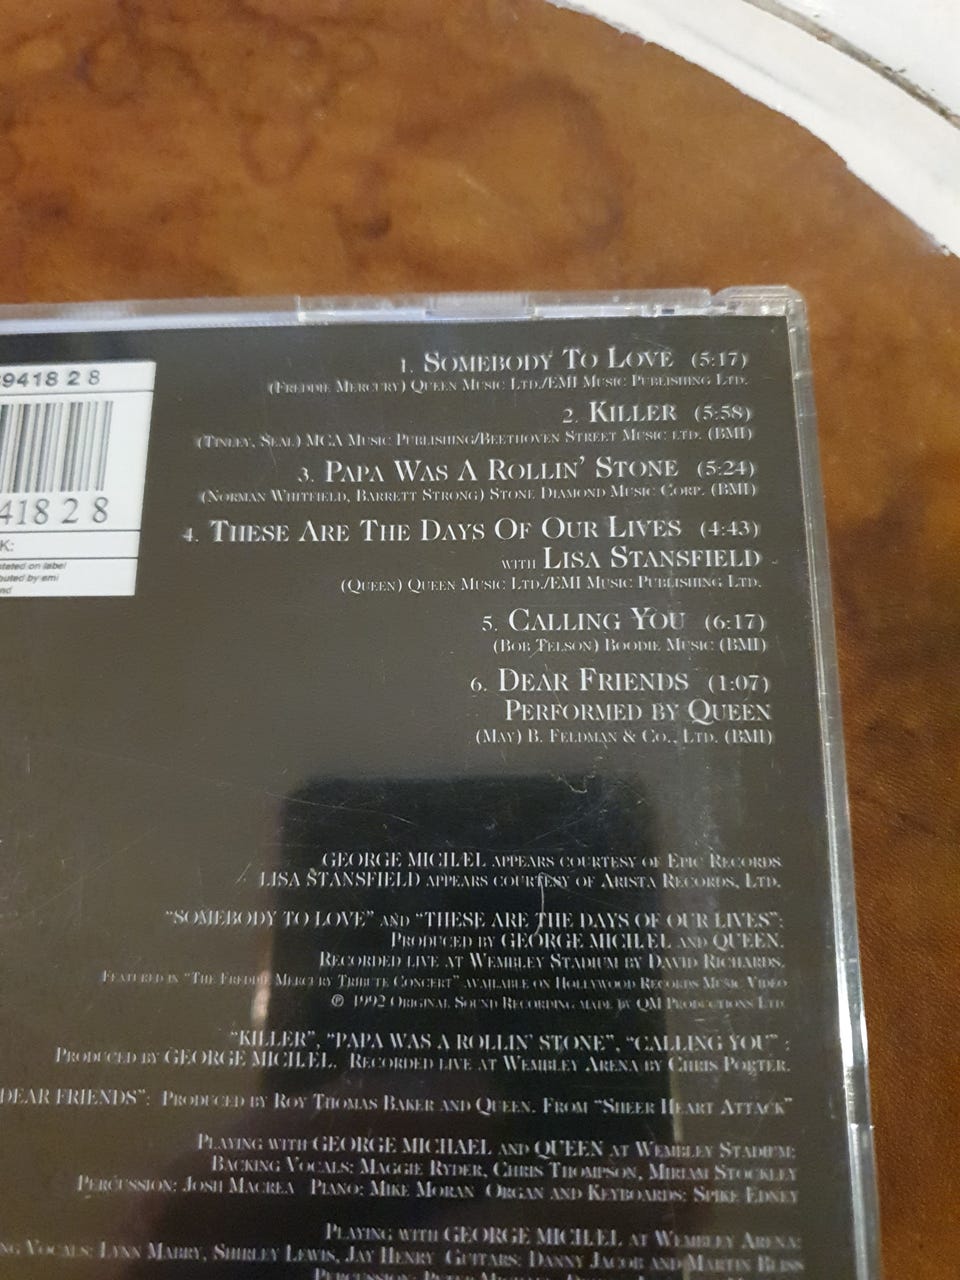 9418 2 8
418 2 8
K:
stated on label
buted by emi
nd
1. SOMEBODY TO LOVE (5:17)
(FREDDIE MERCURY) QUEEN MUSIC LTD./EMI MUSIC PUBLISHING LTD.
2. KILLER (5:58)
(TINLEY, SEAL) MCA MUSIC PUBLISHING/BEETHOVEN STREET MUSIC LTD. (BMI)
3. PAPA WAS A ROLLIN' STONE (5:24)
(NORMAN WHITFIELD, BARRETT STRONG) STONE DIAMOND MUSIC CORP. (BMI)
4. THESE ARE THE DAYS OF OUR LIVES (4:43)
WITH LISA STANSFIELD
(QUEEN) QUEEN MUSIC LTD./EMI MUSIC PUBLISHING LTD.
5. CALLING YOU (6:17)
(BOB TELSON) BOODIE MUSIC (BMI)
6. DEAR FRIENDS (1:07)
PERFORMED BY QUEEN
(MAY) B. FELDMAN & CO., LTD. (BMI)
GEORGE MICHAEL APPEARS COURTESY OF EPIC RECORDS
LISA STANSFIELD APPEARS COURTESY OF ARISTA RECORDS, LTD.
"SOMEBODY TO LOVE" AND "THESE ARE THE DAYS OF OUR LIVES":
PRODUCED BY GEORGE MICHAEL AND QUEEN.
RECORDED LIVE AT WEMBLEY STADIUM BY DAVID RICHARDS.
FEATURED IN "THE FREDDIE MERCURY TRIBUTE CONCERT" AVAILABLE ON HOLLYWOOD RECORDS MUSIC VIDEO
℗ 1992 ORIGINAL SOUND RECORDING MADE BY QM PRODUCTIONS LTD
"KILLER", "PAPA WAS A ROLLIN' STONE", "CALLING YOU" :
PRODUCED BY GEORGE MICHAEL. RECORDED LIVE AT WEMBLEY ARENA BY CHRIS PORTER.
DEAR FRIENDS": PRODUCED BY ROY THOMAS BAKER AND QUEEN. FROM "SHEER HEART ATTACK"
PLAYING WITH GEORGE MICHAEL AND QUEEN AT WEMBLEY STADIUM:
BACKING VOCALS: MAGGIE RYDER, CHRIS THOMPSON, MIRIAM STOCKLEY
PERCUSSION: JOSH MACREA PIANO: MIKE MORAN ORGAN AND KEYBOARDS: SPIKE EDNEY
PLAYING WITH GEORGE MICHAEL AT WEMBLEY ARENA:
NG VOCALS: LYNN MABRY, SHIRLEY LEWIS, JAY HENRY GUITARS: DANNY JACOB AND MARTIN BLISS
PERCUSSION: